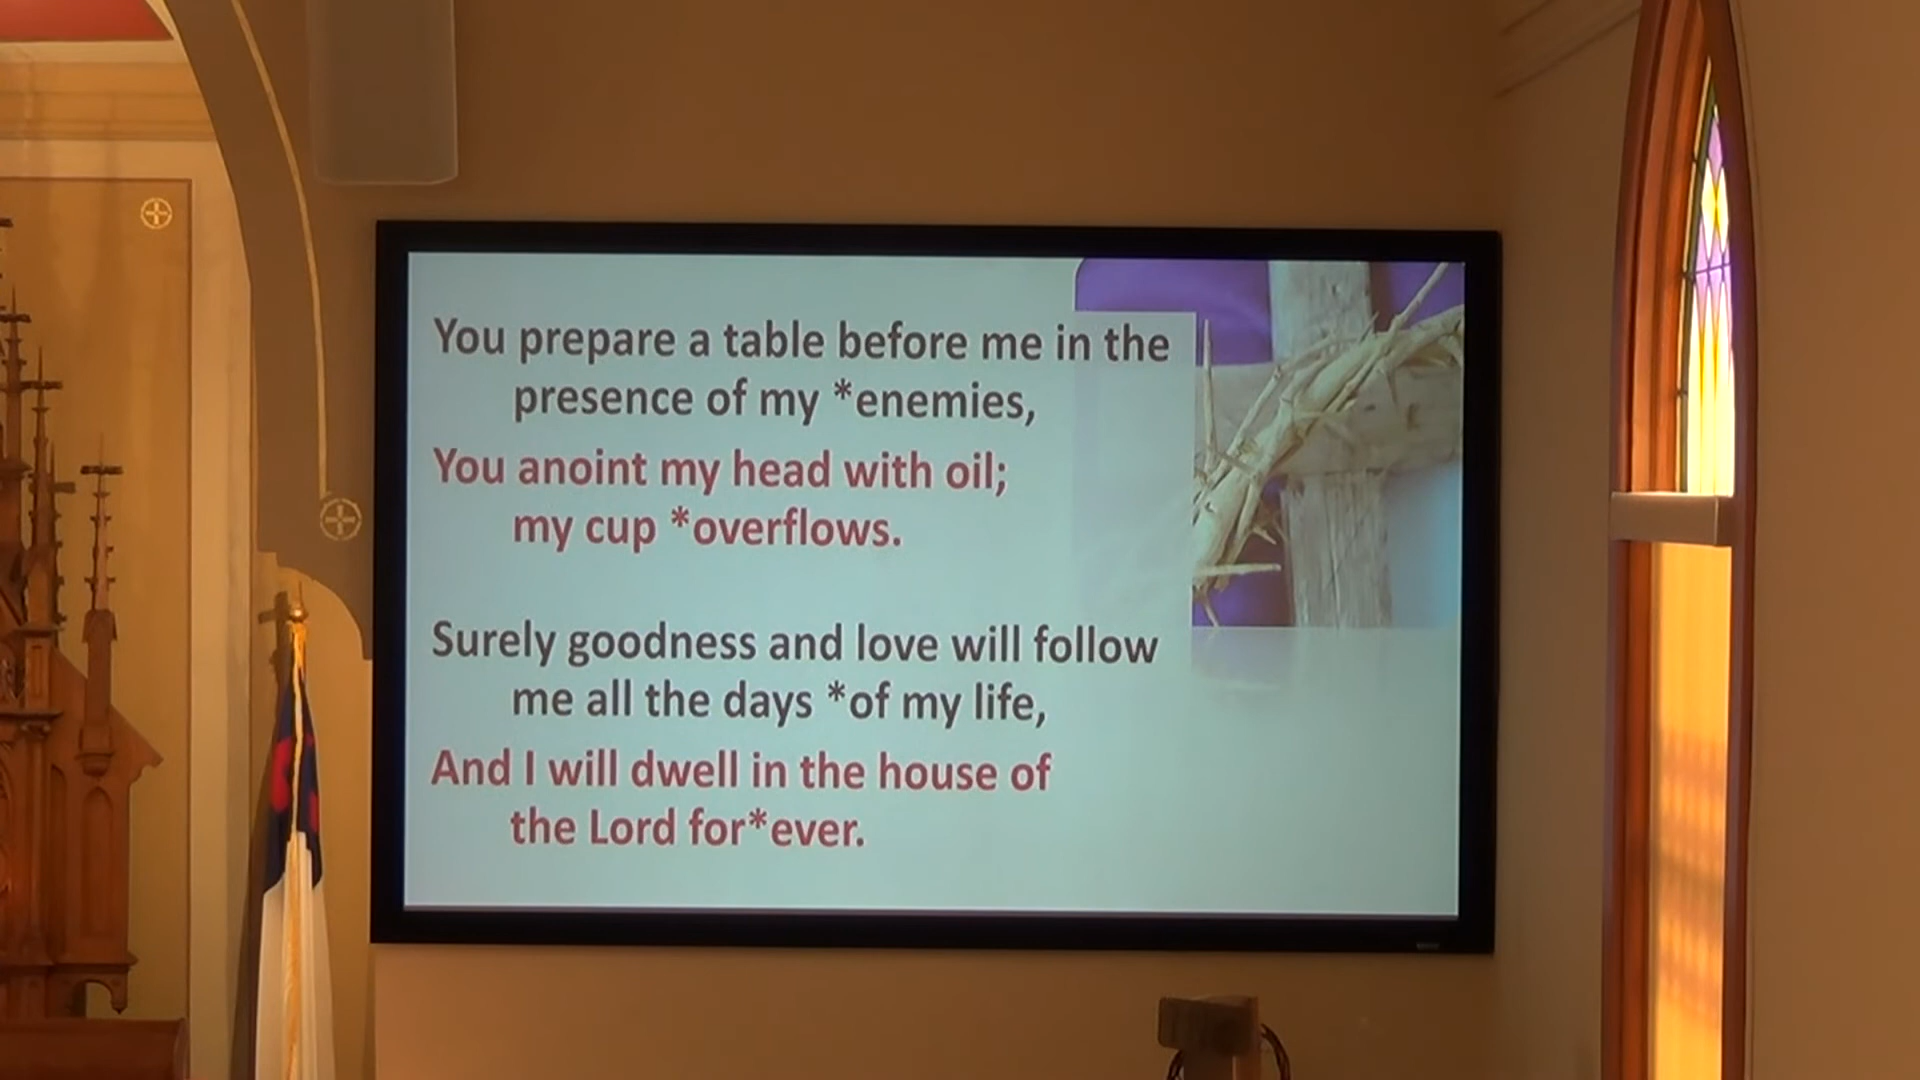 You prepare a table before me in the
presence of my *enemies,
You anoint my head with oil;
my cup *overflows.
Surely goodness and love will follow
me all the days *of my life,
And I will dwell in the house of
the Lord for*ever.